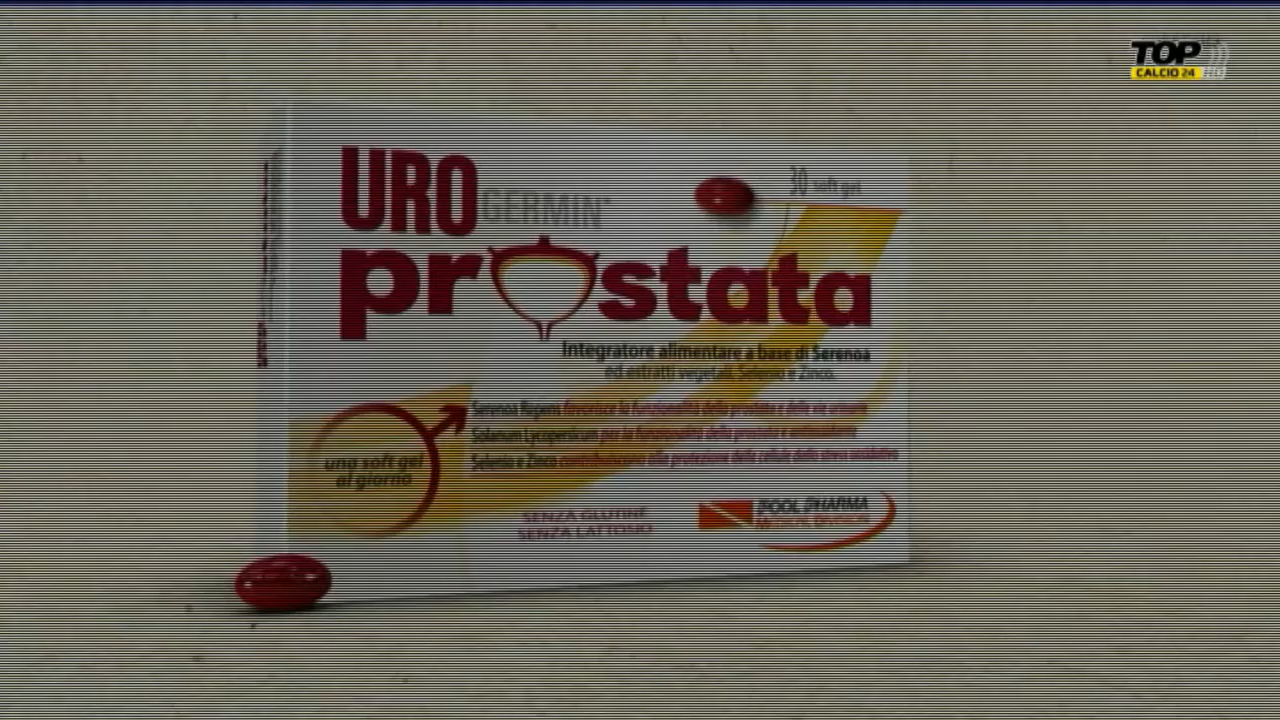 TOP
CALCIO 24 HD
URO GERMIN®
30 soft gel
prostata
Integratore alimentare a base di Serenoa
ed estratti vegetali, Selenio e Zinco.
Serenoa Repens favorisce la funzionalità della prostata e delle vie urinarie
Solanum Lycopersicum per la funzionalità della prostata e antiossidante
Selenio e Zinco contribuiscono alla protezione delle cellule dallo stress ossidativo
una soft gel
al giorno
SENZA GLUTINE
SENZA LATTOSIO
POOL PHARMA
MEDICAL DIVISION